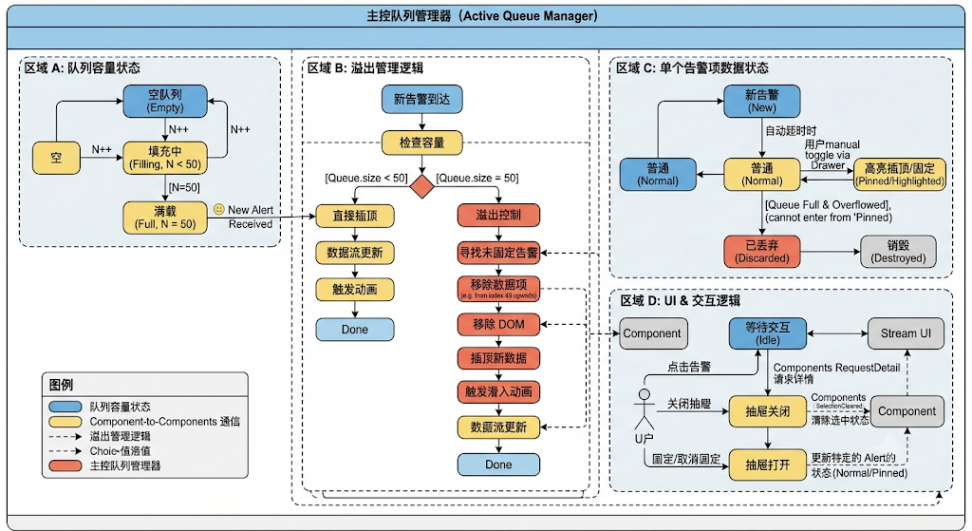 主控队列管理器（Active Queue Manager）
区域 A: 队列容量状态
空队列
(Empty)
N++
N++
空
N++
填充中
(Filling, N < 50)
[N=50]
满载
(Full, N = 50)
New Alert
Received
区域 B: 溢出管理逻辑
新告警到达
检查容量
[Queue.size < 50]
[Queue.size = 50]
直接插顶
数据流更新
触发动画
Done
溢出控制
寻找未固定告警
移除数据项
移除 DOM
插顶新数据
触发滑入动画
数据流更新
Done
区域 C: 单个告警项数据状态
新告警
(New)
自动延时时
用户manual
toggle via
Drawer
普通
(Normal)
普通
(Normal)
高亮插顶/固定
(Pinned/Highlighted)
[Queue Full & Overflowed],
(cannot enter from 'Pinned)
已丢弃
(Discarded)
销毁
(Destroyed)
区域 D: UI & 交互逻辑
Component
等待交互
(Idle)
Stream UI
点击告警
Components RequestDetail
请求详情
关闭抽屉
抽屉关闭
Components
SelectionCleared
清除选中状态
Component
U户
固定/取消固定
抽屉打开
更新特定的 Alert的
状态(Normal/Pinned)
图例
队列容量状态
Component-to-Components 通信
溢出管理逻辑
Choie-值溶值
主控队列管理器